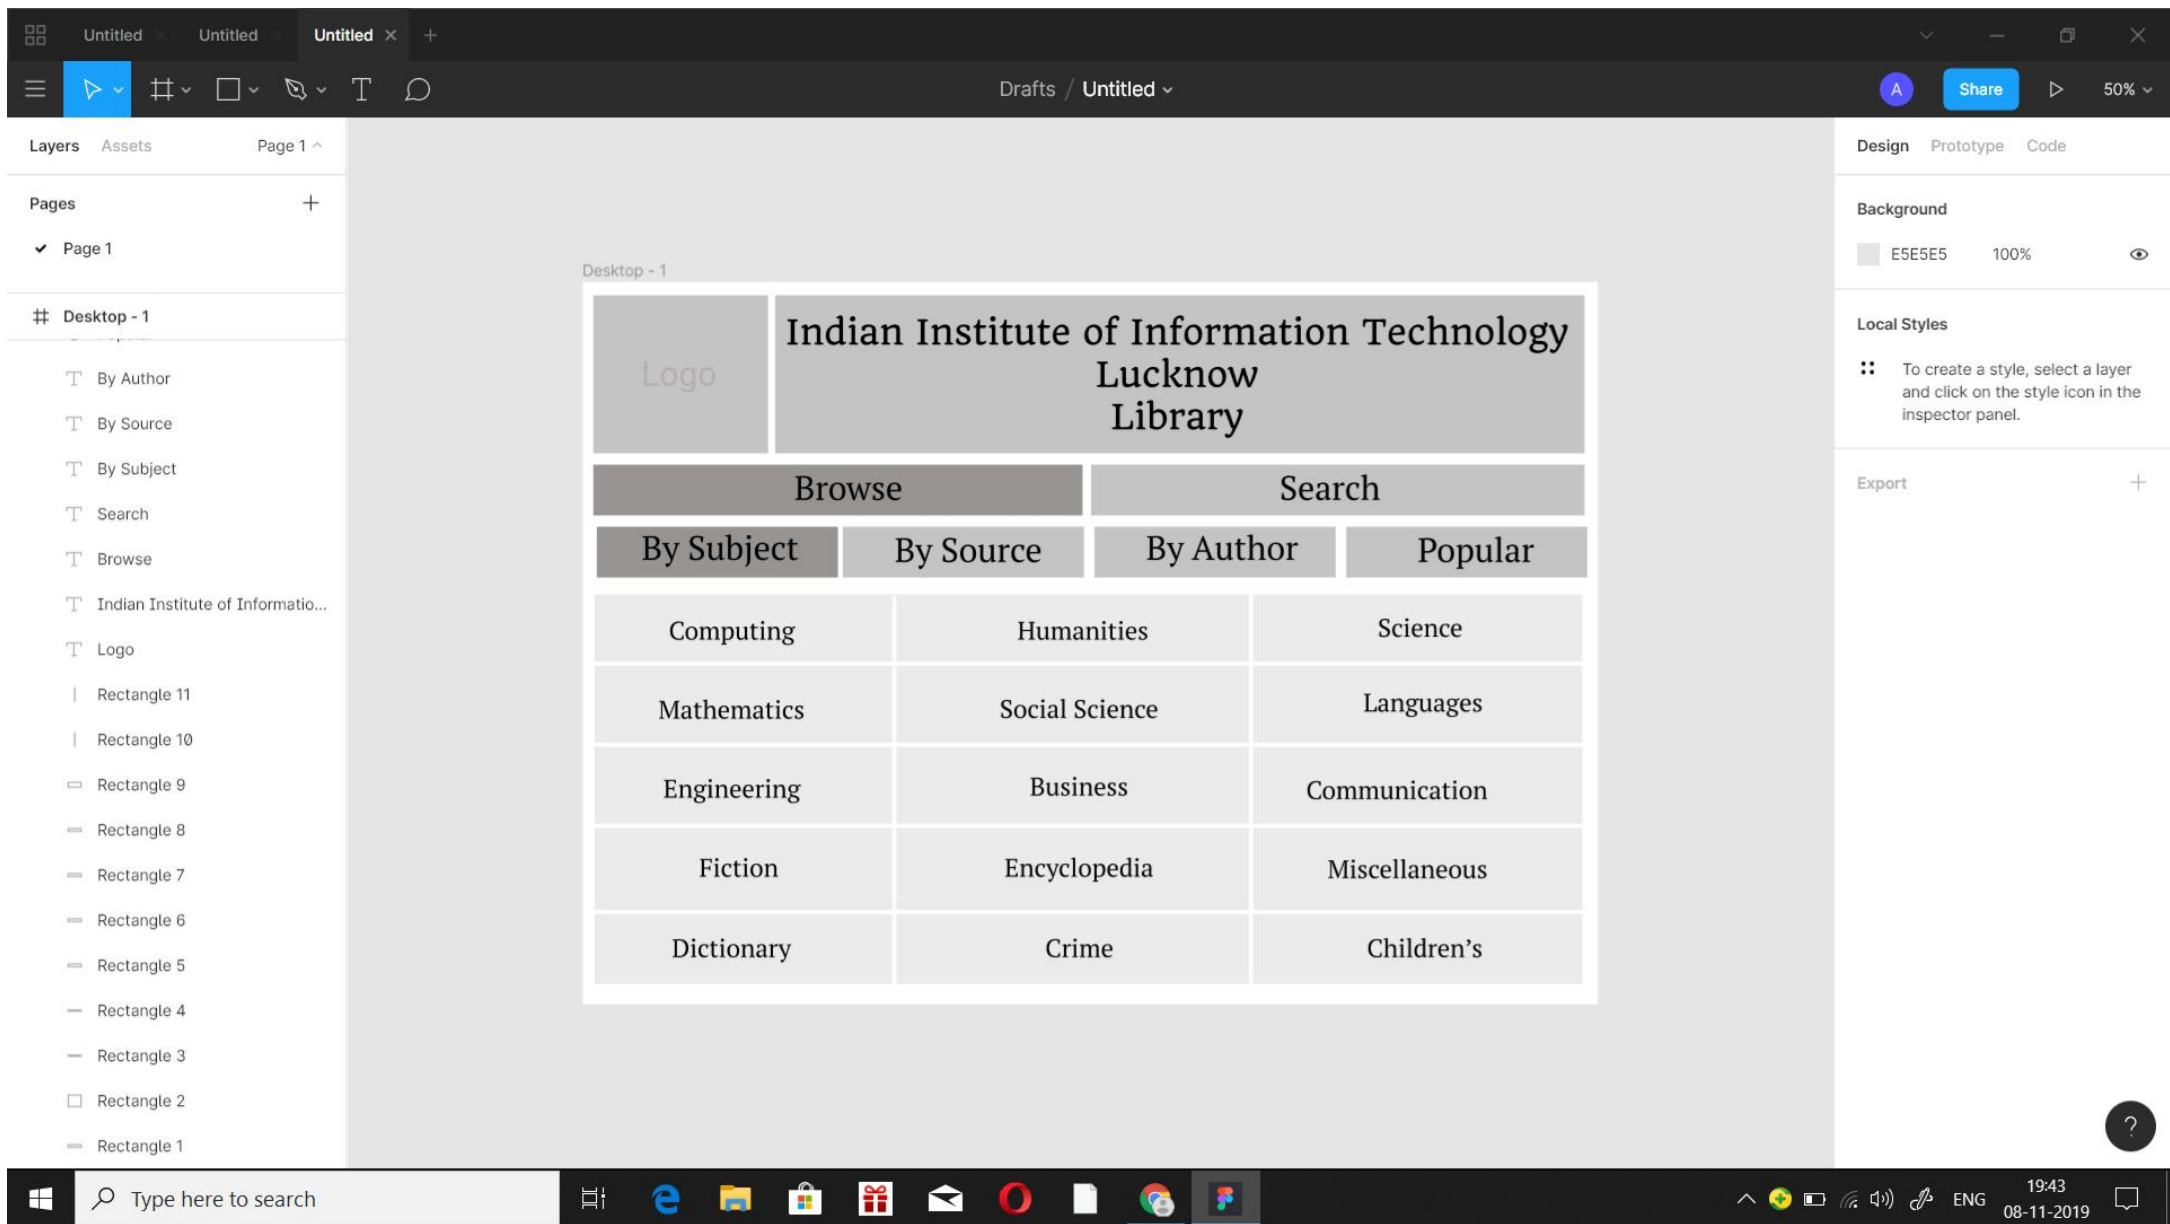 Untitled
Untitled
Untitled
Drafts / Untitled
A
Share
50%
Layers Assets Page 1
Pages
Page 1
Desktop - 1
By Author
By Source
By Subject
Search
Browse
Indian Institute of Informatio...
Logo
Rectangle 11
Rectangle 10
Rectangle 9
Rectangle 8
Rectangle 7
Rectangle 6
Rectangle 5
Rectangle 4
Rectangle 3
Rectangle 2
Rectangle 1
Desktop - 1
Logo
Indian Institute of Information Technology
Lucknow
Library
Browse Search
By Subject By Source By Author Popular
Computing Humanities Science
Mathematics Social Science Languages
Engineering Business Communication
Fiction Encyclopedia Miscellaneous
Dictionary Crime Children’s
Design Prototype Code
Background
E5E5E5 100%
Local Styles
To create a style, select a layer
and click on the style icon in the
inspector panel.
Export
?
Type here to search
ENG
19:43
08-11-2019